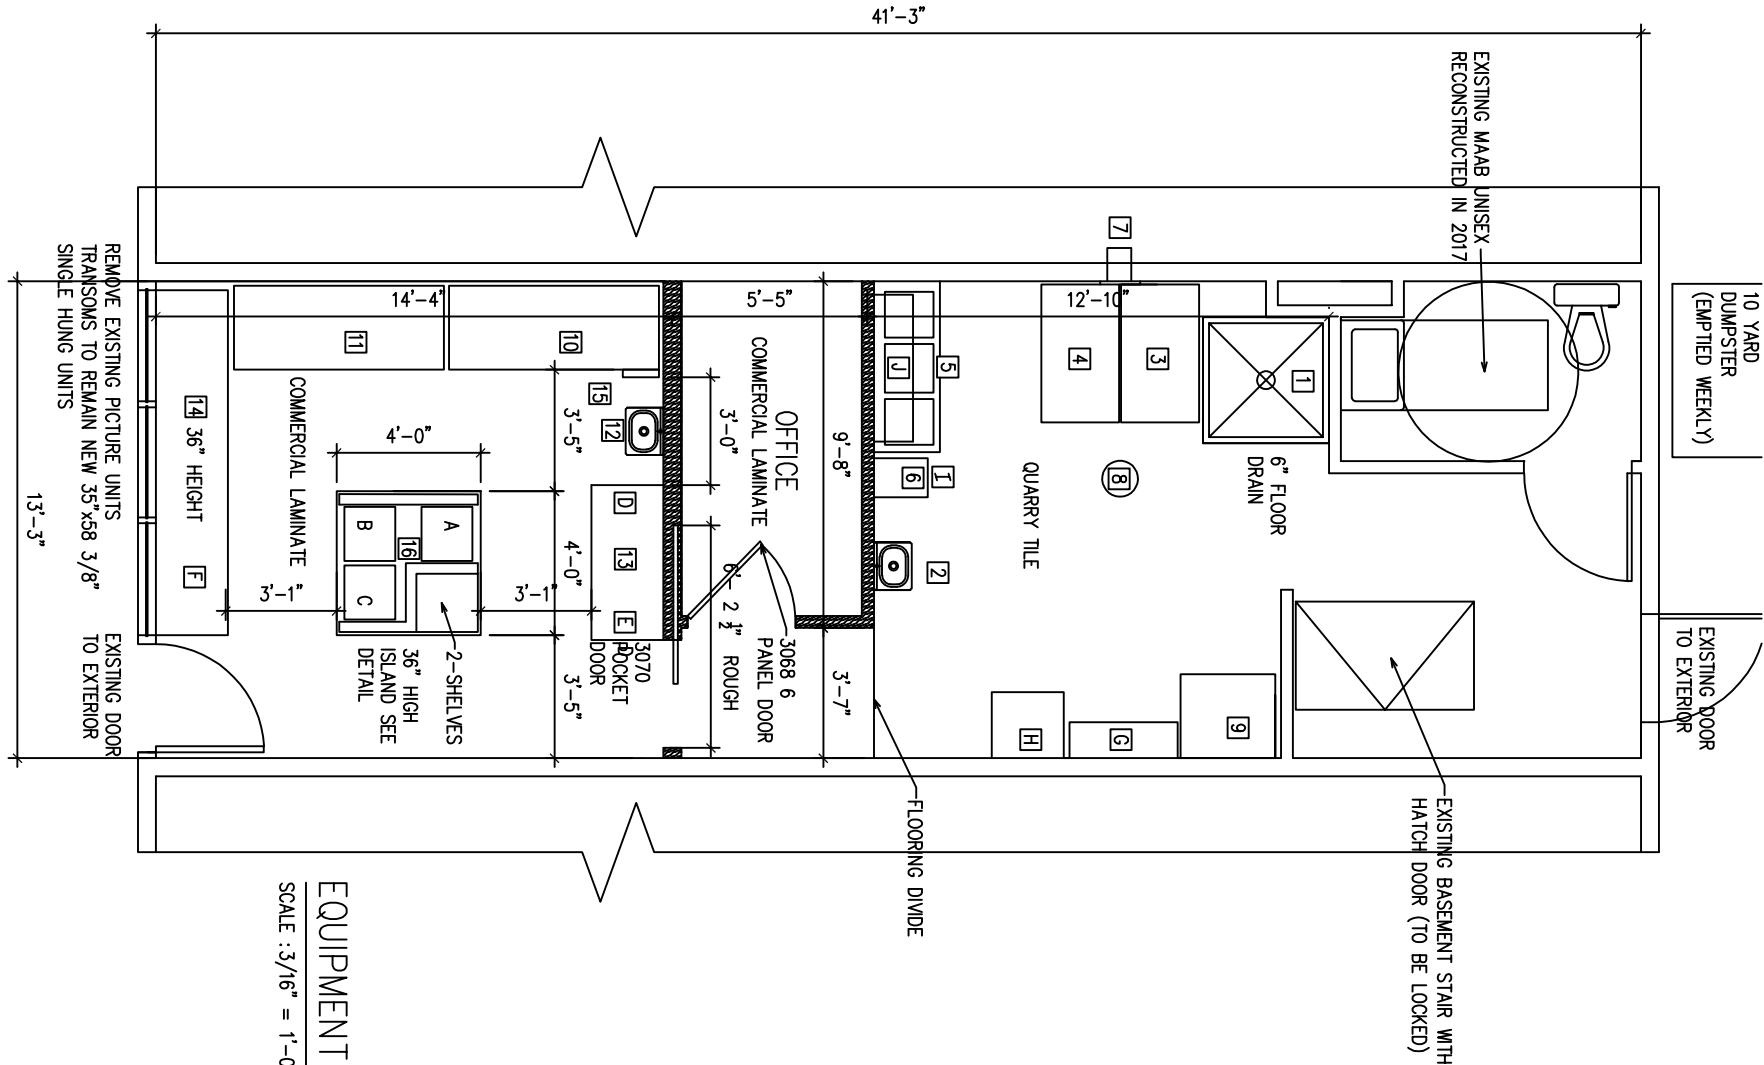 41'-3"
EXISTING MAAB UNISEX
RECONSTRUCTED IN 2017
10 YARD
DUMPSTER
(EMPTIED WEEKLY)
7
REMOVE EXISTING PICTURE UNITS
TRANSOMS TO REMAIN NEW 35"x58 3/8"
SINGLE HUNG UNITS
14'-4"
5'-5"
12'-10"
11
10
COMMERCIAL LAMINATE
14 36" HEIGHT
F
13'-3"
4'-0"
15
12
3'-5"
3'-0"
OFFICE
COMMERCIAL LAMINATE
9'-8"
J
5
4
3
1
6
I
2
QUARRY TILE
8
6" FLOOR
DRAIN
A
B
16
C
D
13
E
4'-0"
3'-1"
3'-1"
6'- 2 1/2" ROUGH
3068 6
PANEL DOOR
3'-7"
3070
POCKET
DOOR
3'-5"
2-SHELVES
36" HIGH
ISLAND SEE
DETAIL
EXISTING DOOR
TO EXTERIOR
H
G
9
EXISTING DOOR
TO EXTERIOR
FLOORING DIVIDE
EXISTING BASEMENT STAIR WITH
HATCH DOOR (TO BE LOCKED)
EQUIPMENT
SCALE :3/16" = 1'-0